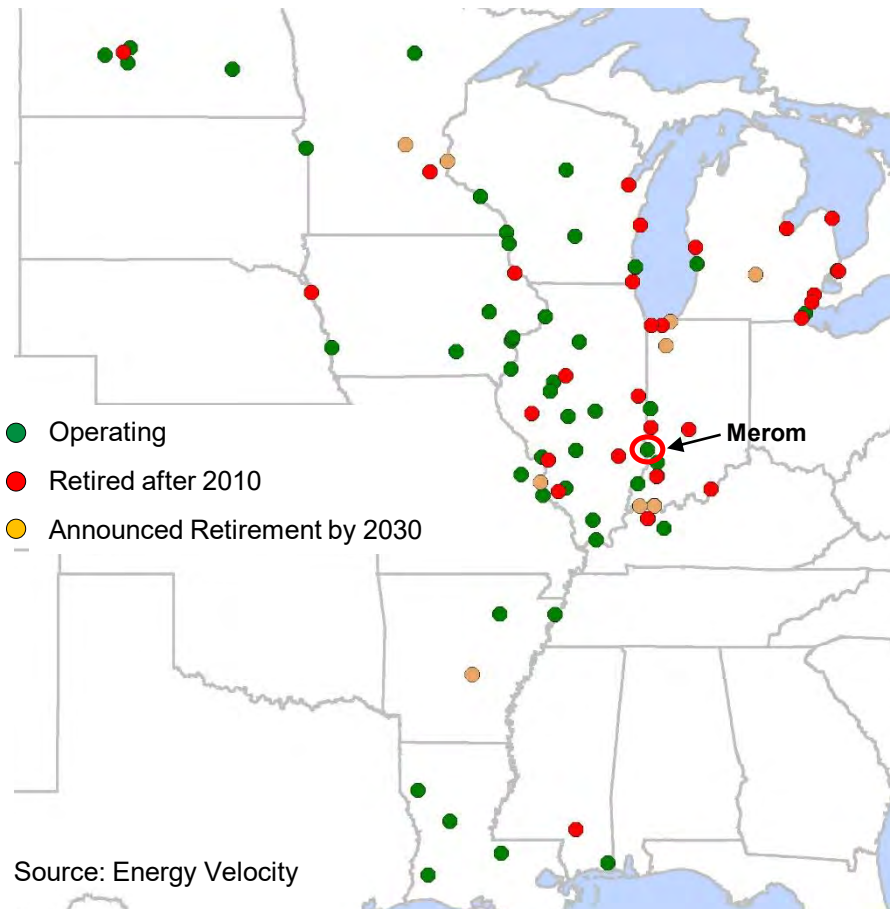 Operating
Merom
Retired after 2010
Announced Retirement by 2030
Source: Energy Velocity